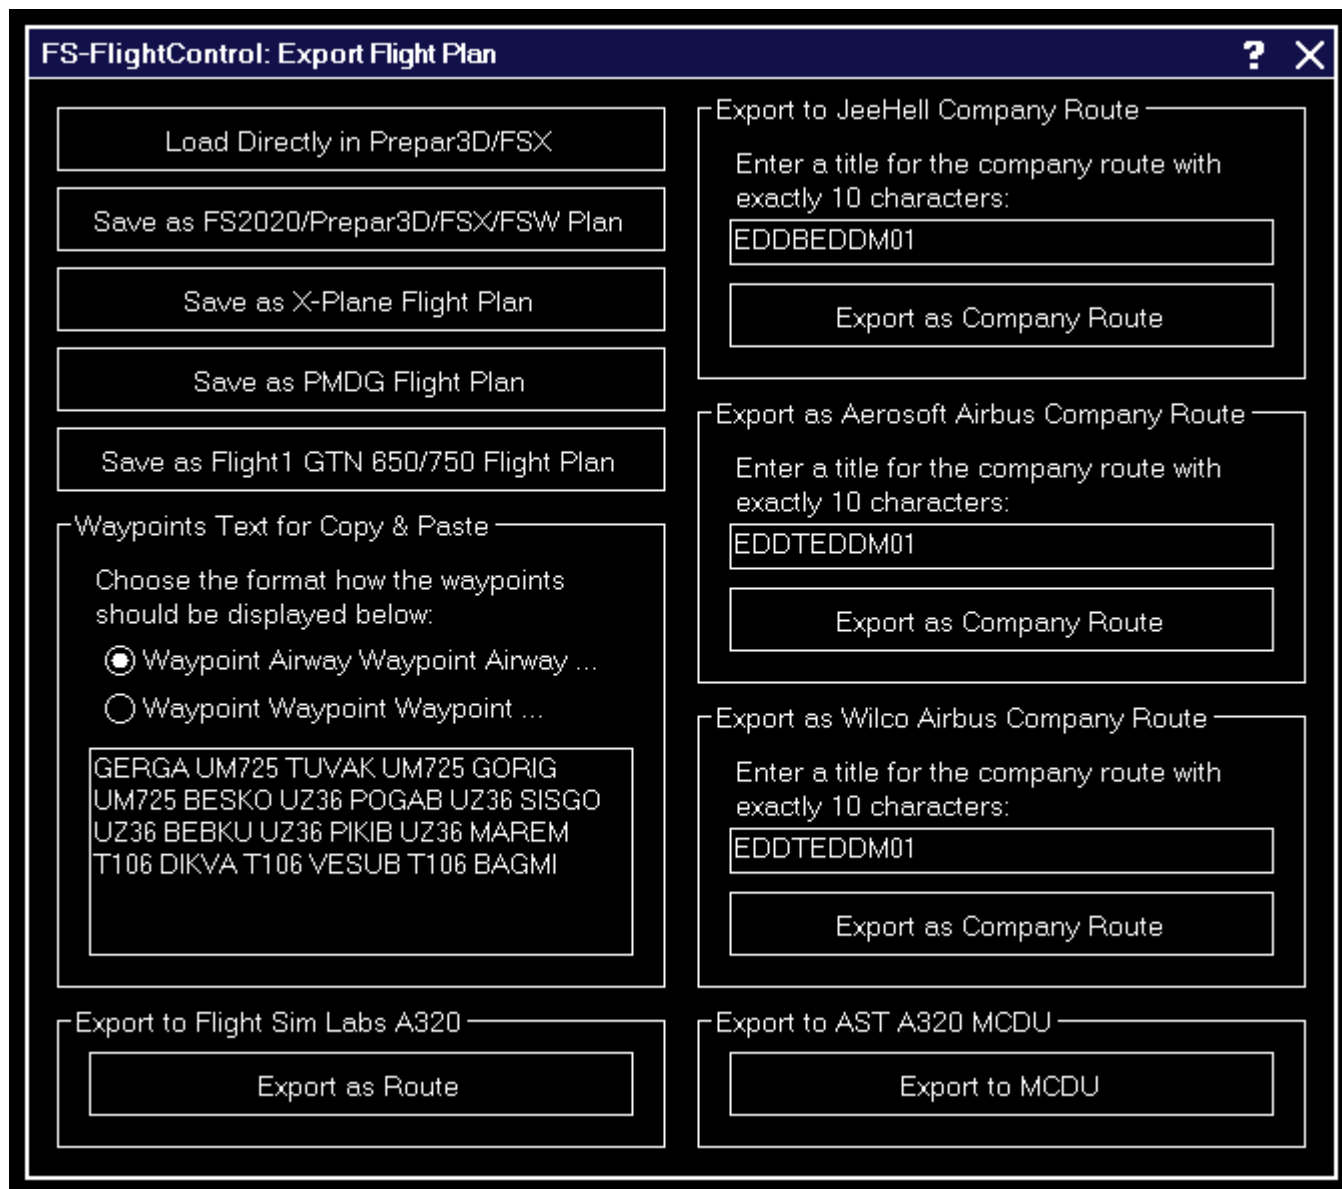 FS-FlightControl: Export Flight Plan
?
Load Directly in Prepar3D/FSX
Save as FS2020/Prepar3D/FSX/FSW Plan
Save as X-Plane Flight Plan
Save as PMDG Flight Plan
Save as Flight1 GTN 650/750 Flight Plan
Waypoints Text for Copy & Paste
Choose the format how the waypoints
should be displayed below:
Waypoint Airway Waypoint Airway ...
Waypoint Waypoint Waypoint ...
GERGA UM725 TUVAK UM725 GORIG
UM725 BESKO UZ36 POGAB UZ36 SISGO
UZ36 BEBKU UZ36 PIKIB UZ36 MAREM
T106 DIKVA T106 VESUB T106 BAGMI
Export to Flight Sim Labs A320
Export as Route
Export to JeeHell Company Route
Enter a title for the company route with
exactly 10 characters:
EDDBEDDM01
Export as Company Route
Export as Aerosoft Airbus Company Route
Enter a title for the company route with
exactly 10 characters:
EDDTEDDM01
Export as Company Route
Export as Wilco Airbus Company Route
Enter a title for the company route with
exactly 10 characters:
EDDTEDDM01
Export as Company Route
Export to AST A320 MCDU
Export to MCDU